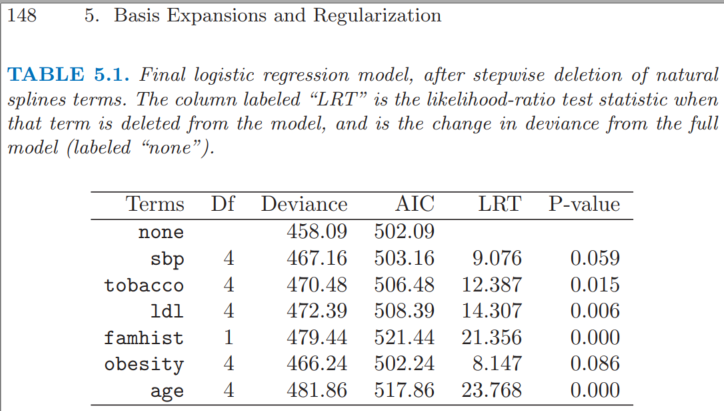 148 5. Basis Expansions and Regularization
TABLE 5.1. Final logistic regression model, after stepwise deletion of natural
splines terms. The column labeled “LRT” is the likelihood-ratio test statistic when
that term is deleted from the model, and is the change in deviance from the full
model (labeled “none”).
Terms Df Deviance AIC LRT P-value
none 458.09 502.09
sbp 4 467.16 503.16 9.076 0.059
tobacco 4 470.48 506.48 12.387 0.015
ldl 4 472.39 508.39 14.307 0.006
famhist 1 479.44 521.44 21.356 0.000
obesity 4 466.24 502.24 8.147 0.086
age 4 481.86 517.86 23.768 0.000